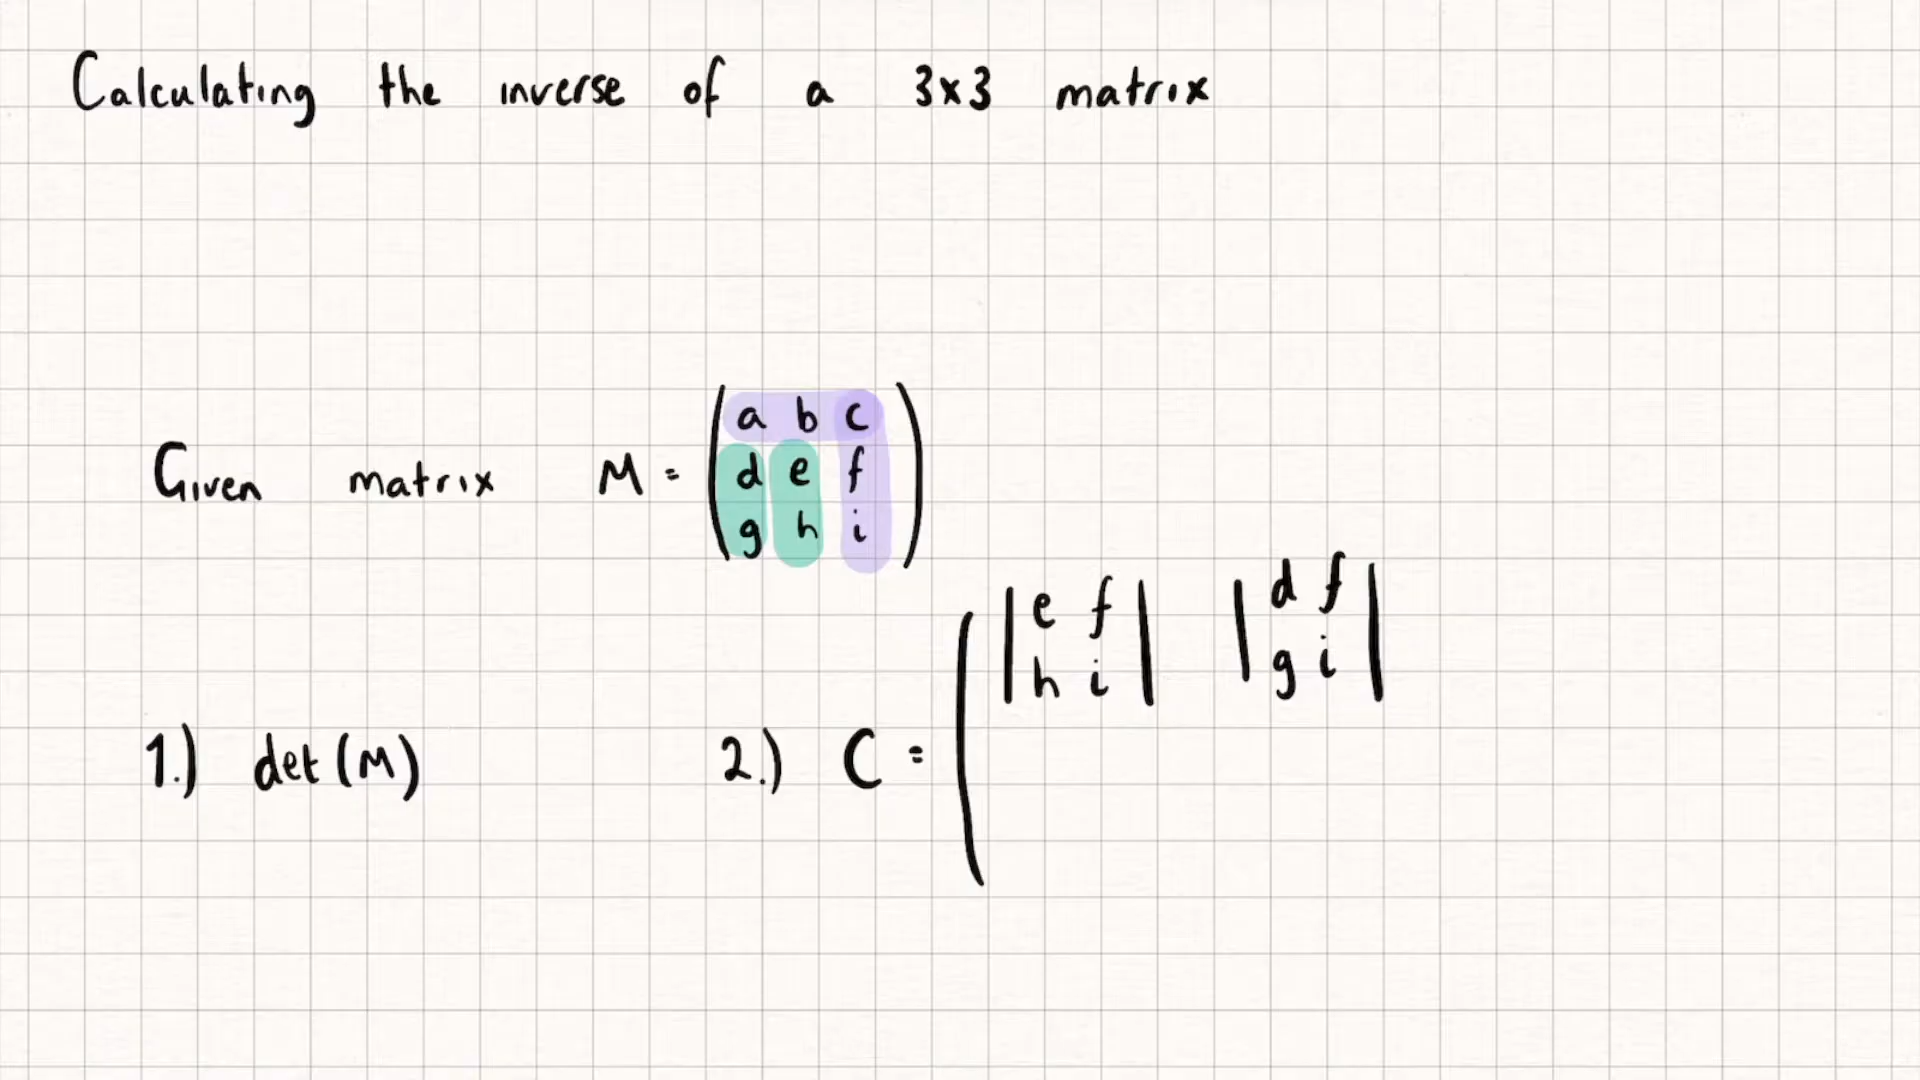 Calculating the inverse of a 3x3 matrix
a b c
Given matrix M = d e f
g h i
e f d f
h i g i
1.) det (M) 2.) C =